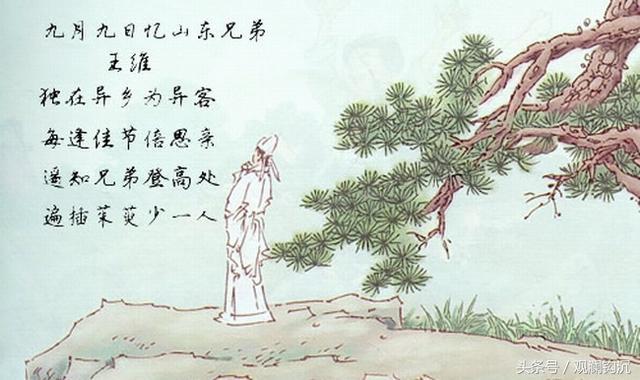 九月九日忆山东兄弟
王维
独在异乡为异客
每逢佳节倍思亲
遥知兄弟登高处
遍插茱萸少一人
头条号／观澜钩沉